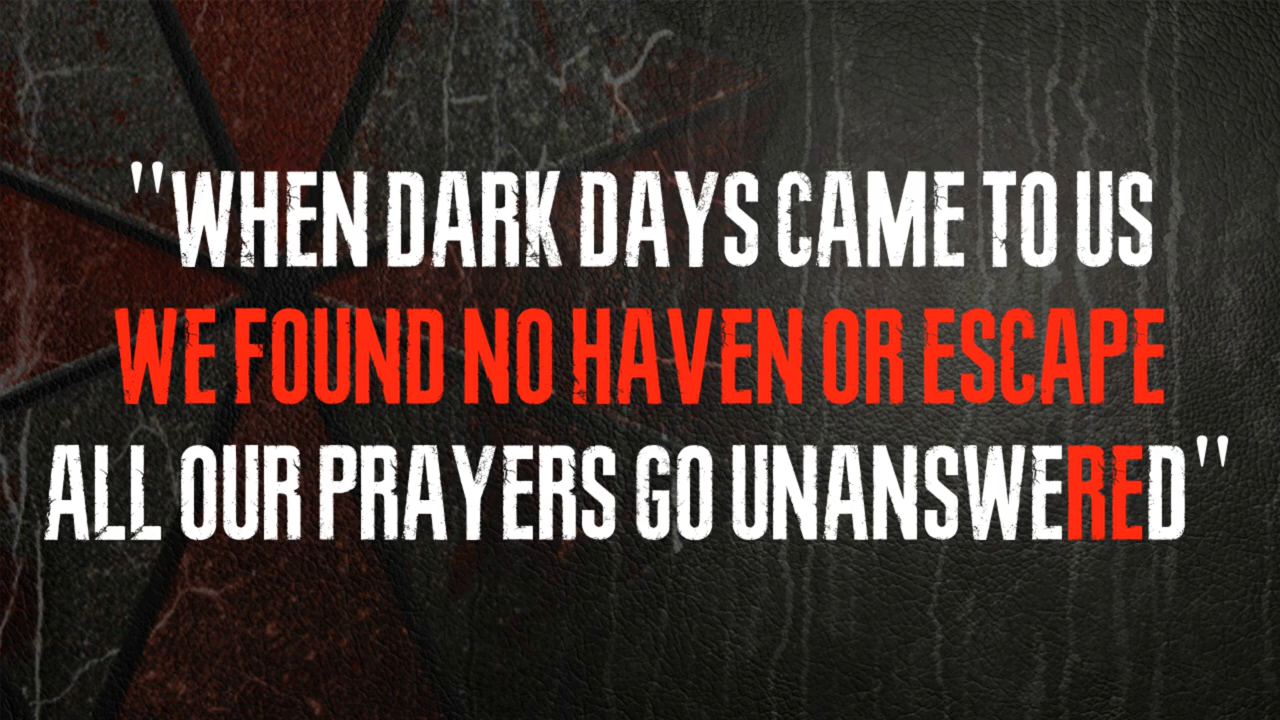 "WHEN DARK DAYS CAME TO US
WE FOUND NO HAVEN OR ESCAPE
ALL OUR PRAYERS GO UNANSWERED"